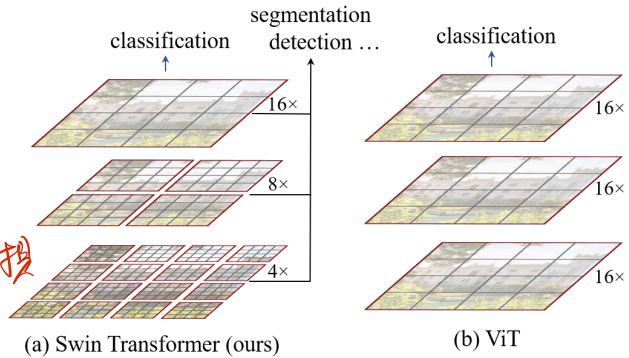 segmentation
detection ...
classification
16×
8×
4×
(a) Swin Transformer (ours)
classification
16×
16×
16×
(b) ViT